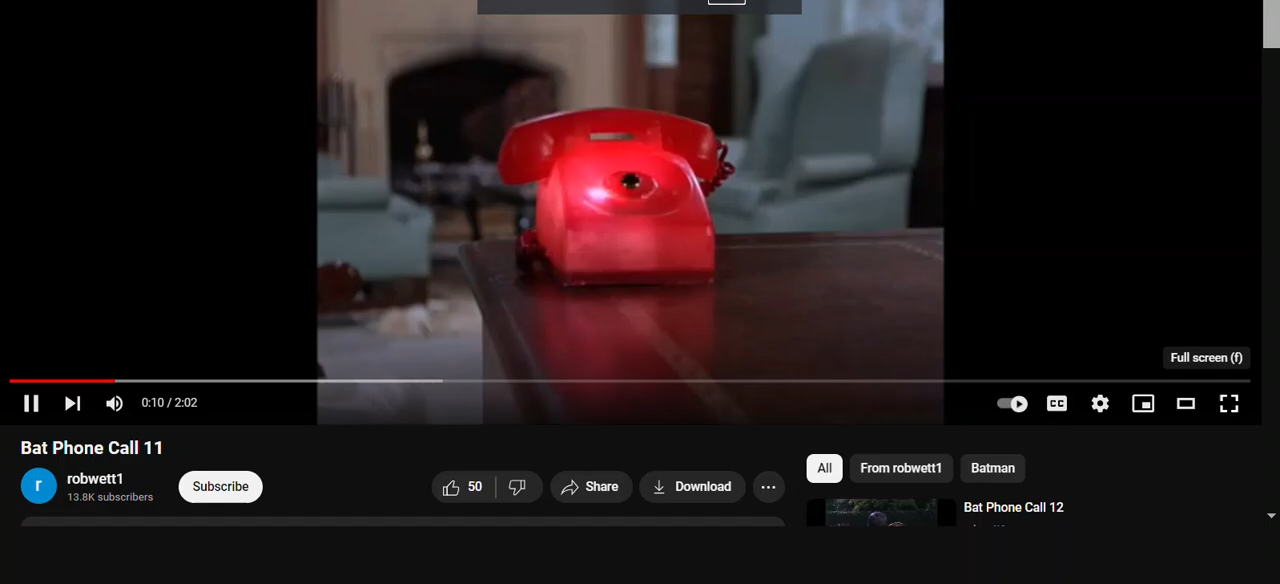 Full screen (f)
0:10 / 2:02
CC
Bat Phone Call 11
r
robwett1
13.8K subscribers
Subscribe
50
Share
Download
All
From robwett1
Batman
Bat Phone Call 12